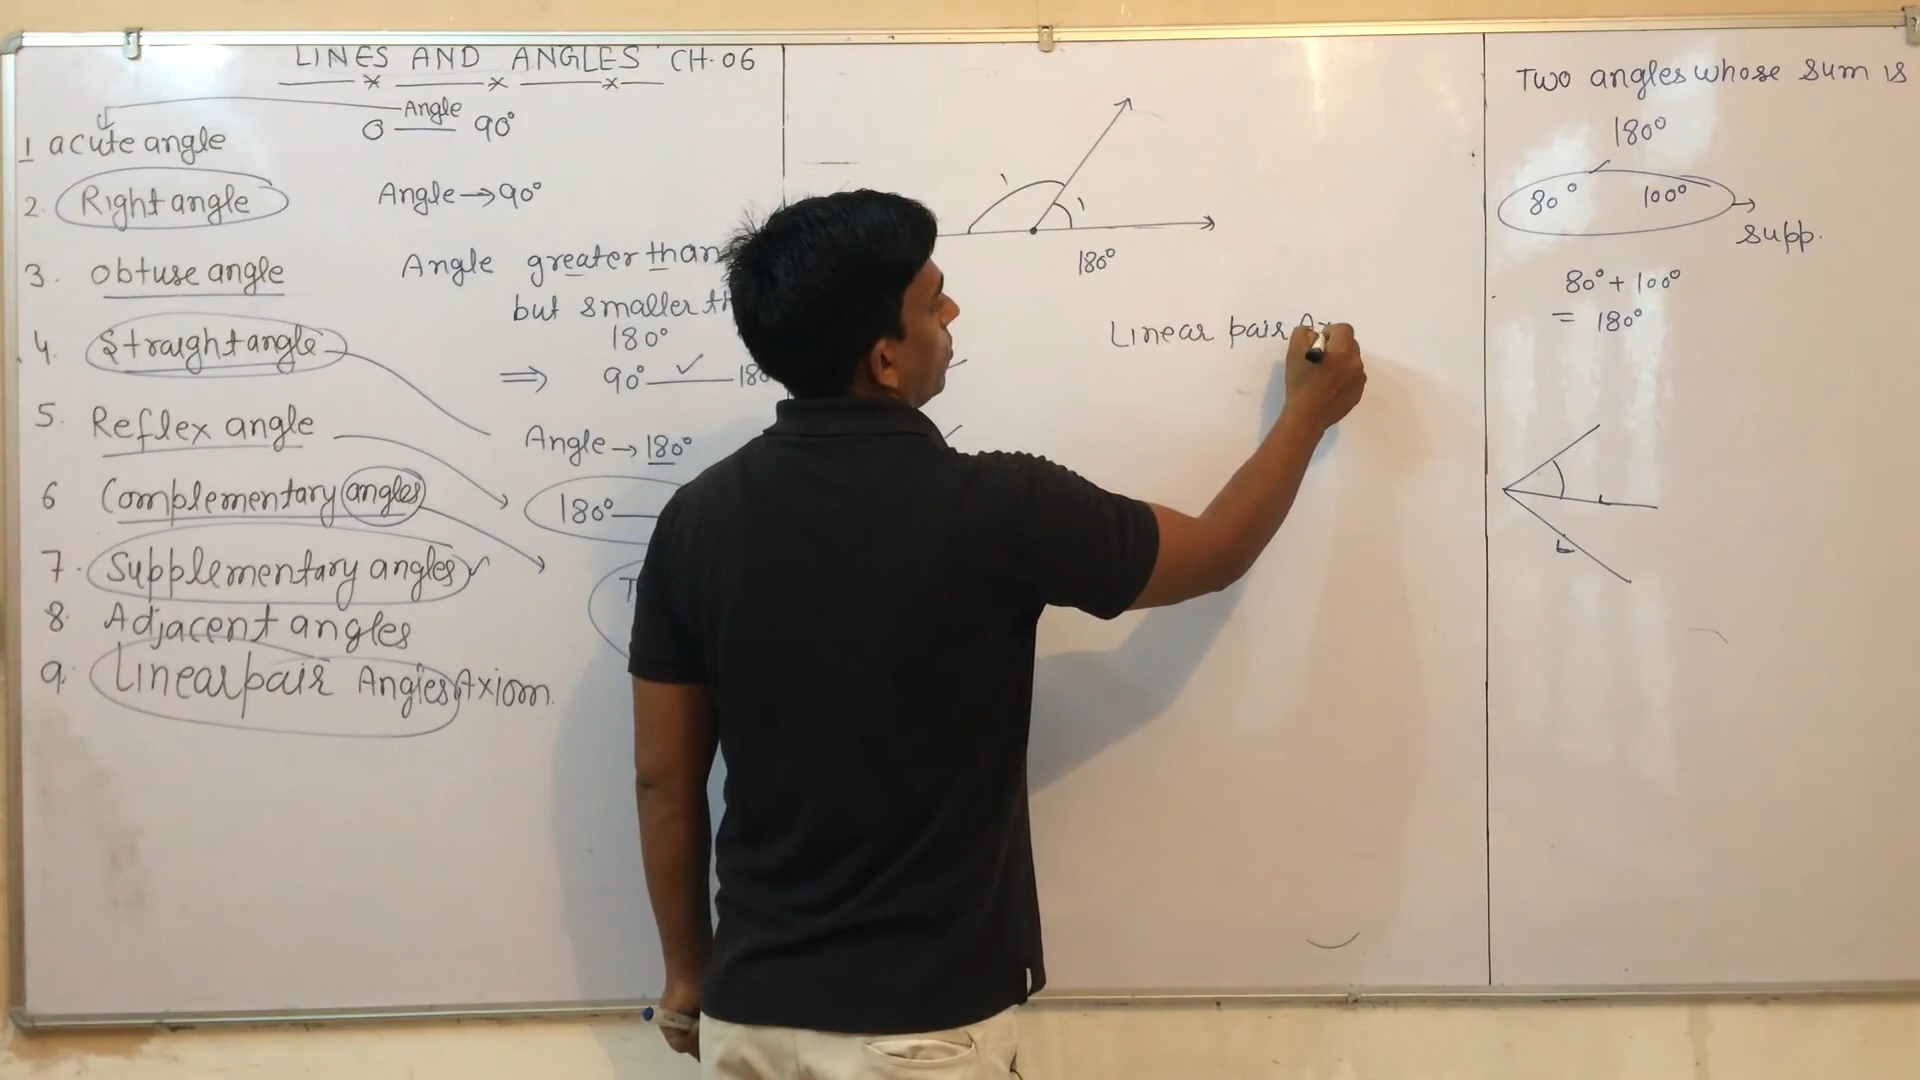 LINES AND ANGLES CH.06
1 acute angle
Angle
0 — 90°
2. Right angle
Angle → 90°
3. obtuse angle
Angle greater than
but smaller
180°
⇒ 90° ✓ 180
4. Straight angle
Angle → 180°
5. Reflex angle
180°
6 Complementary angles
7. Supplementary angles ✓
8. Adjacent angles
9. Linear pair Angles Axiom.
180°
Linear pair
Two angles whose sum is
180°
80° 100° →
supp.
80° + 100°
= 180°